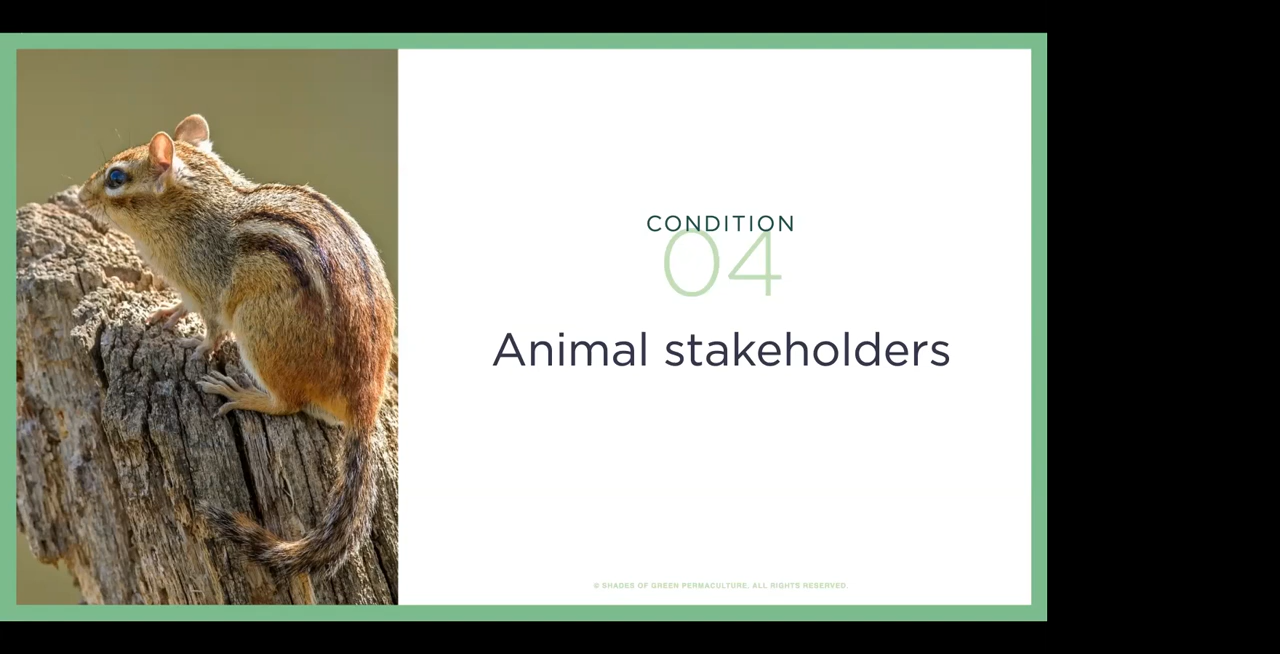 CONDITION
04
Animal stakeholders
© SHADES OF GREEN PERMACULTURE. ALL RIGHTS RESERVED.